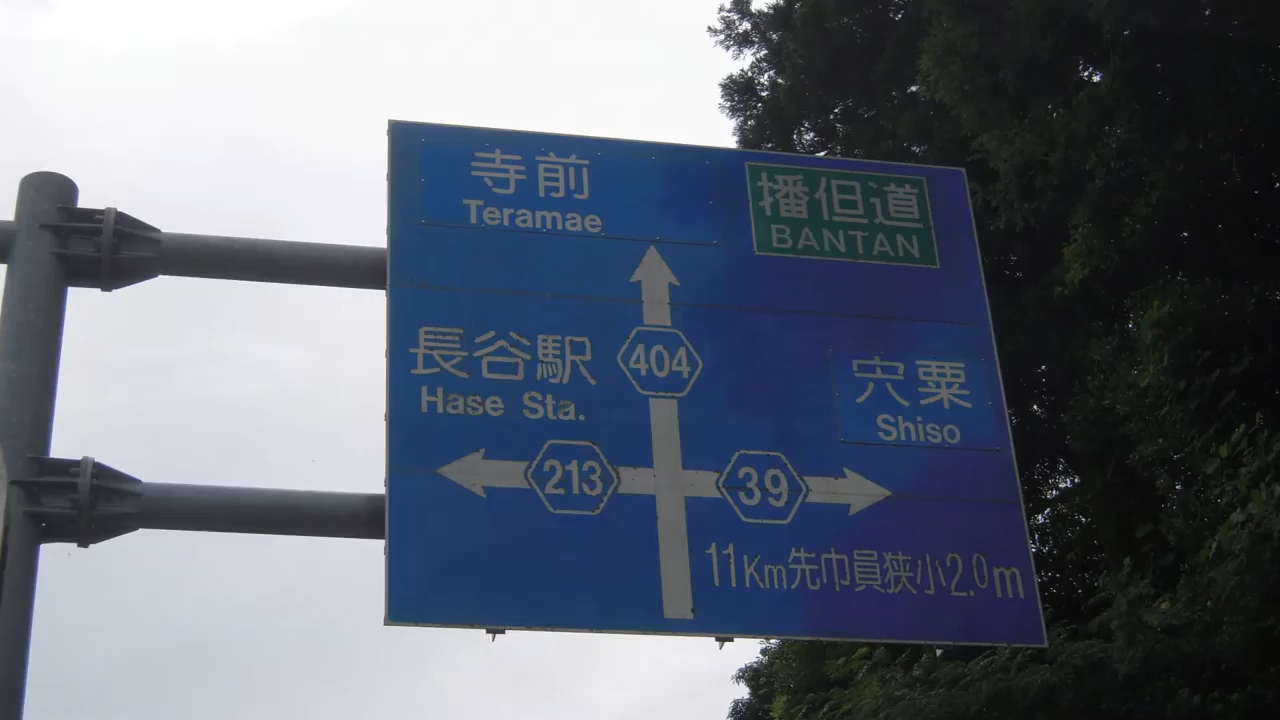 寺前
Teramae
播但道
BANTAN
長谷駅
Hase Sta.
404
宍粟
Shiso
213
39
11Km先巾員狭小2.0m